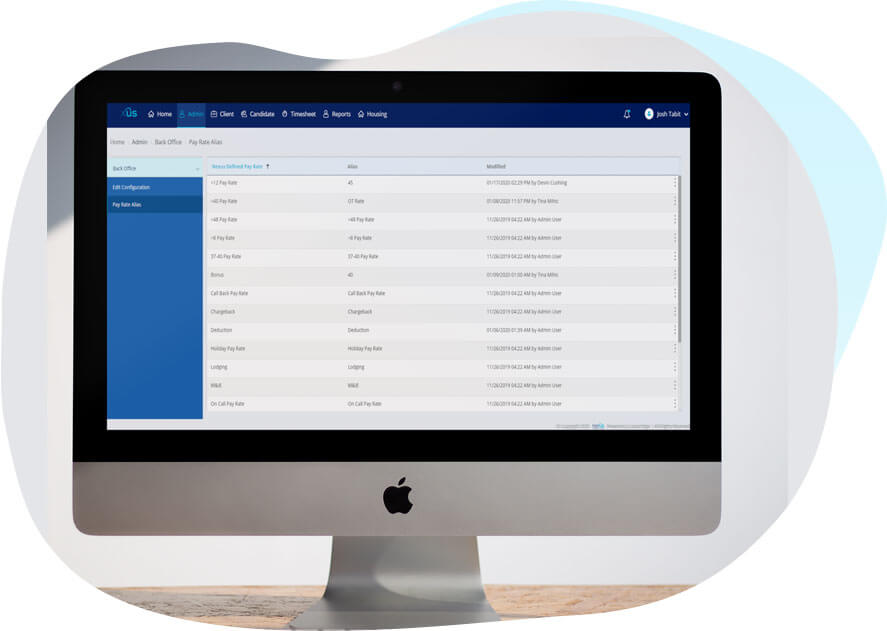 xüs Home Admin Client Candidate Timesheet Reports Housing Josh Tabit
Home Admin Back Office Pay Rate Alias
Back Office
Edit Configuration
Pay Rate Alias
Nexus Defined Pay Rate ↑ Alias Modified
>12 Pay Rate 45 01/17/2020 02:29 PM by Devin Cushing
>40 Pay Rate OT Rate 01/08/2020 11:57 PM by Tina
>48 Pay Rate >48 Pay Rate 11/26/2019 04:22 AM by Admin User
>8 Pay Rate >8 Pay Rate 11/26/2019 04:22 AM by Admin User
37-40 Pay Rate 37-40 Pay Rate 11/26/2019 04:22 AM by Admin User
Bonus 40 01/09/2020 01:00 AM by Tina
Call Back Pay Rate Call Back Pay Rate 11/26/2019 04:22 AM by Admin User
Chargeback Chargeback 11/26/2019 04:22 AM by Admin User
Deduction Deduction 01/06/2020 01:39 AM by Admin User
Holiday Pay Rate Holiday Pay Rate 11/26/2019 04:22 AM by Admin User
Lodging Lodging 11/26/2019 04:22 AM by Admin User
M&IE M&IE 11/26/2019 04:22 AM by Admin User
On Call Pay Rate On Call Pay Rate 11/26/2019 04:22 AM by Admin User
© Copyright 2020 | All Rights Reserved